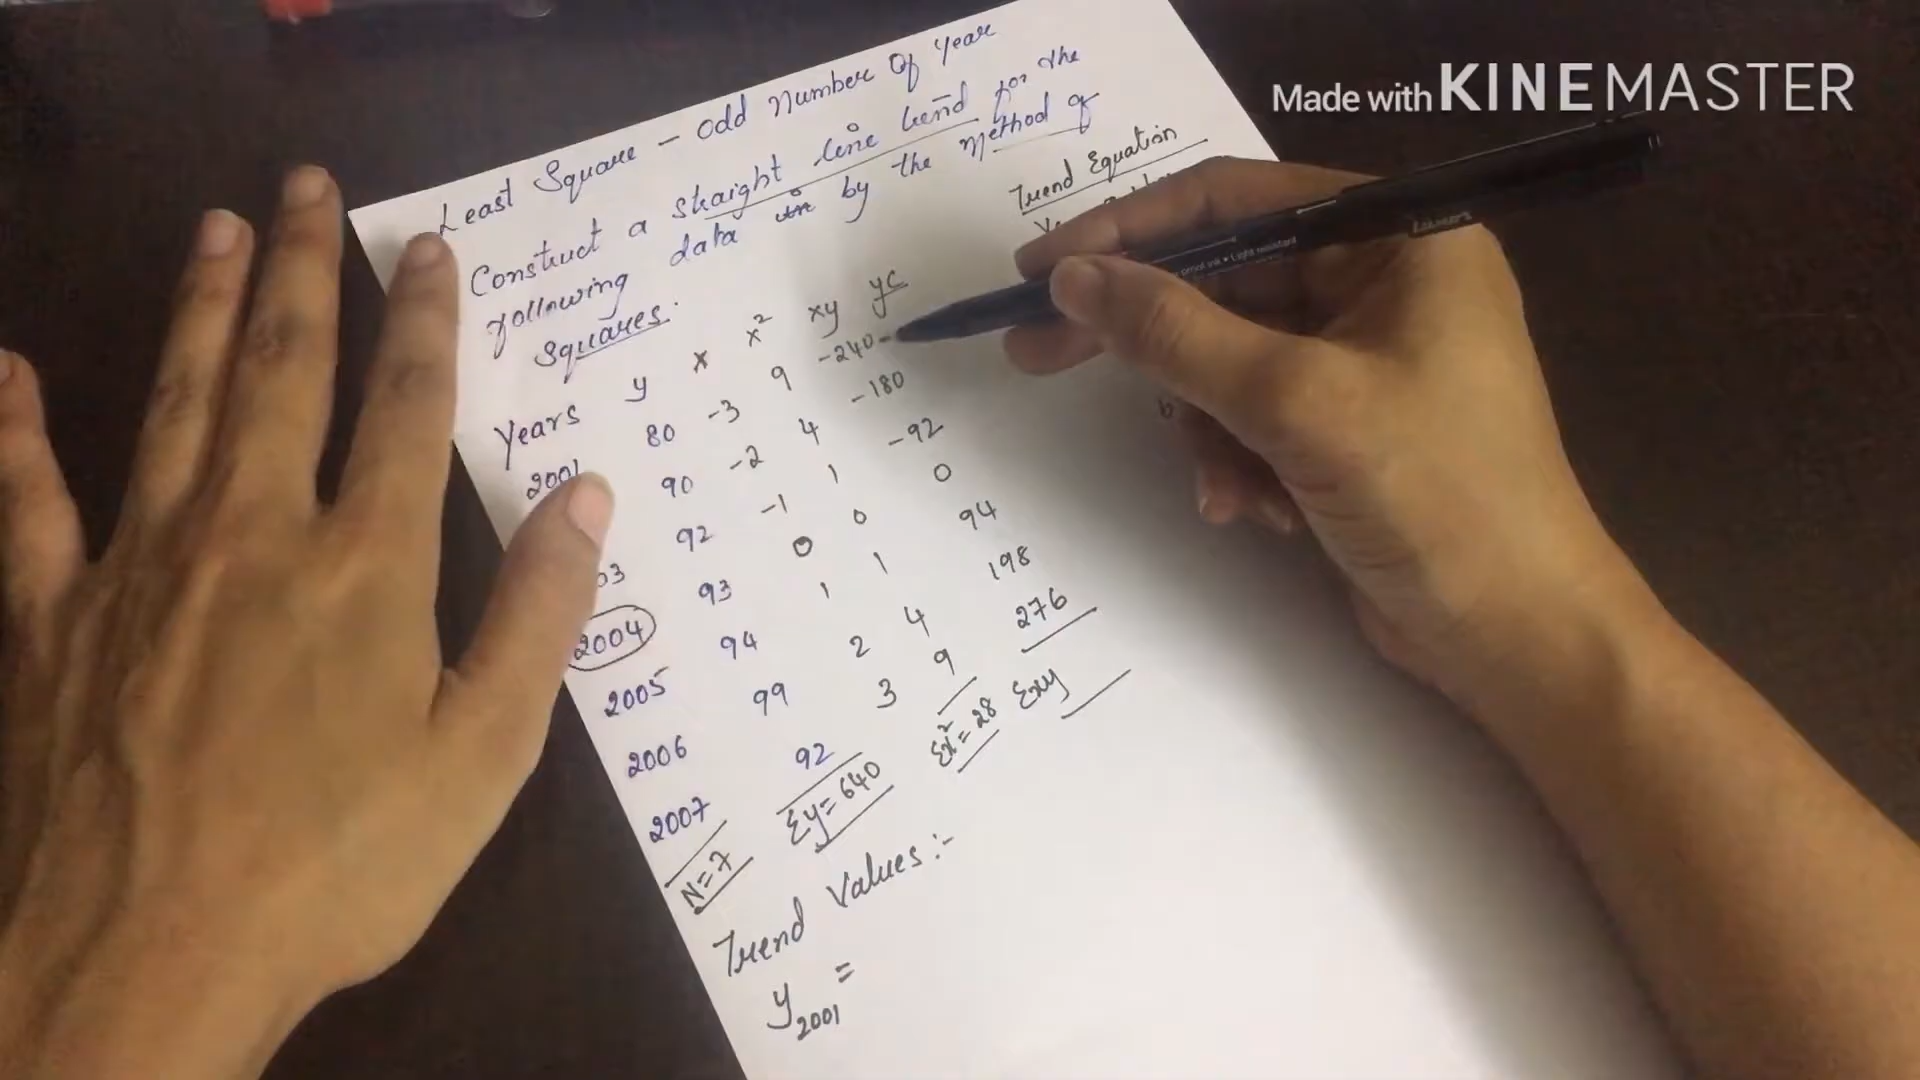 Made with KINEMASTER
Least Square - Odd Number Of Year
Construct a straight line trend for the
following data by the Method of
Squares.
Years y x x² xy yc
2001 80 -3 9 -240
90 -2 4 -180
03 92 -1 1 -92
2004 93 0 0 0
2005 94 1 1 94
2006 99 2 4 198
2007 92 3 9 276
N=7 Σy=640 Σx²=28 Σxy
Trend Equation
b
Trend Values :-
y2001 =